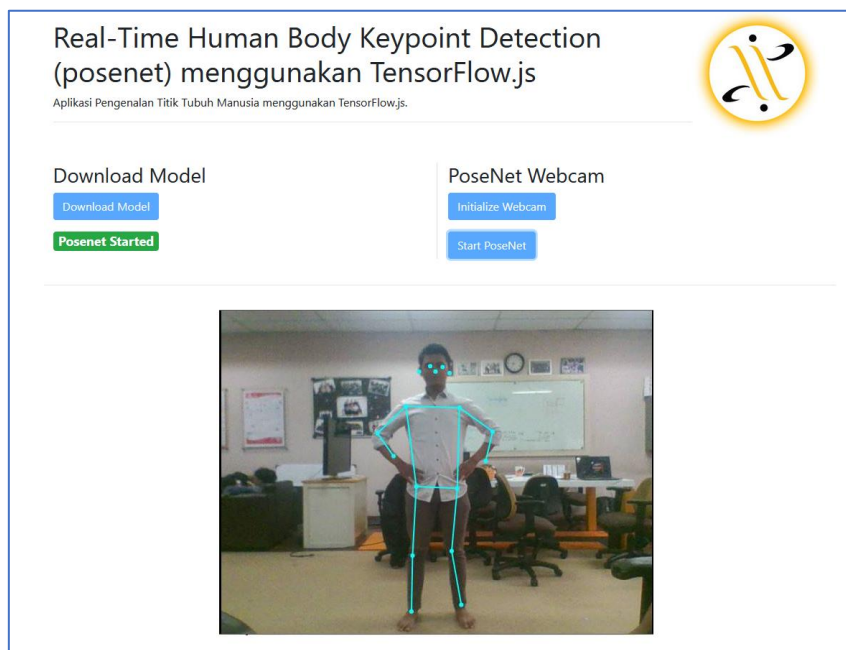 Real-Time Human Body Keypoint Detection
(posenet) menggunakan TensorFlow.js
Aplikasi Pengenalan Titik Tubuh Manusia menggunakan TensorFlow.js.
Download Model
Download Model
Posenet Started
PoseNet Webcam
Initialize Webcam
Start PoseNet